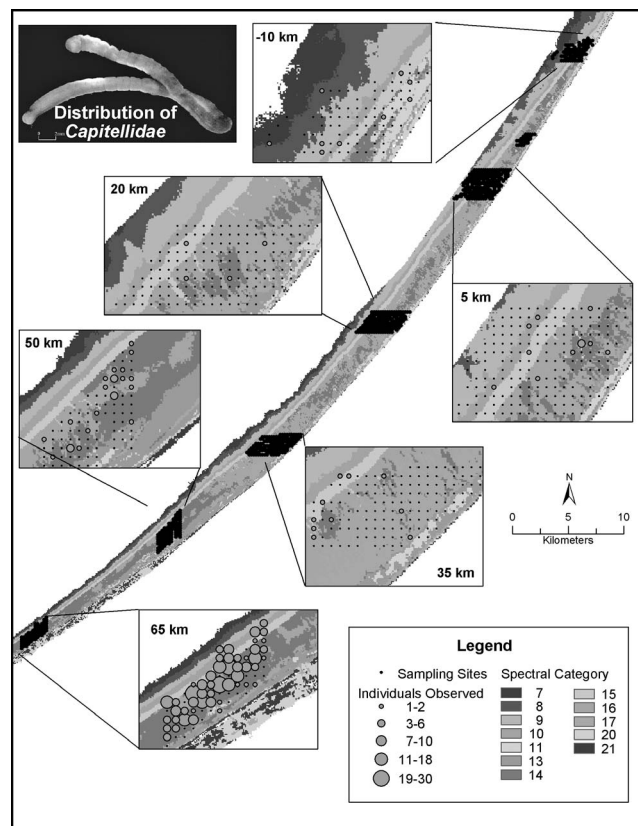 Distribution of
Capitellidae
-10 km
20 km
5 km
50 km
35 km
65 km
N
0 5 10
Kilometers
Legend
Sampling Sites
Individuals Observed
1-2
3-6
7-10
11-18
19-30
Spectral Category
7
8
9
10
11
13
14
15
16
17
20
21